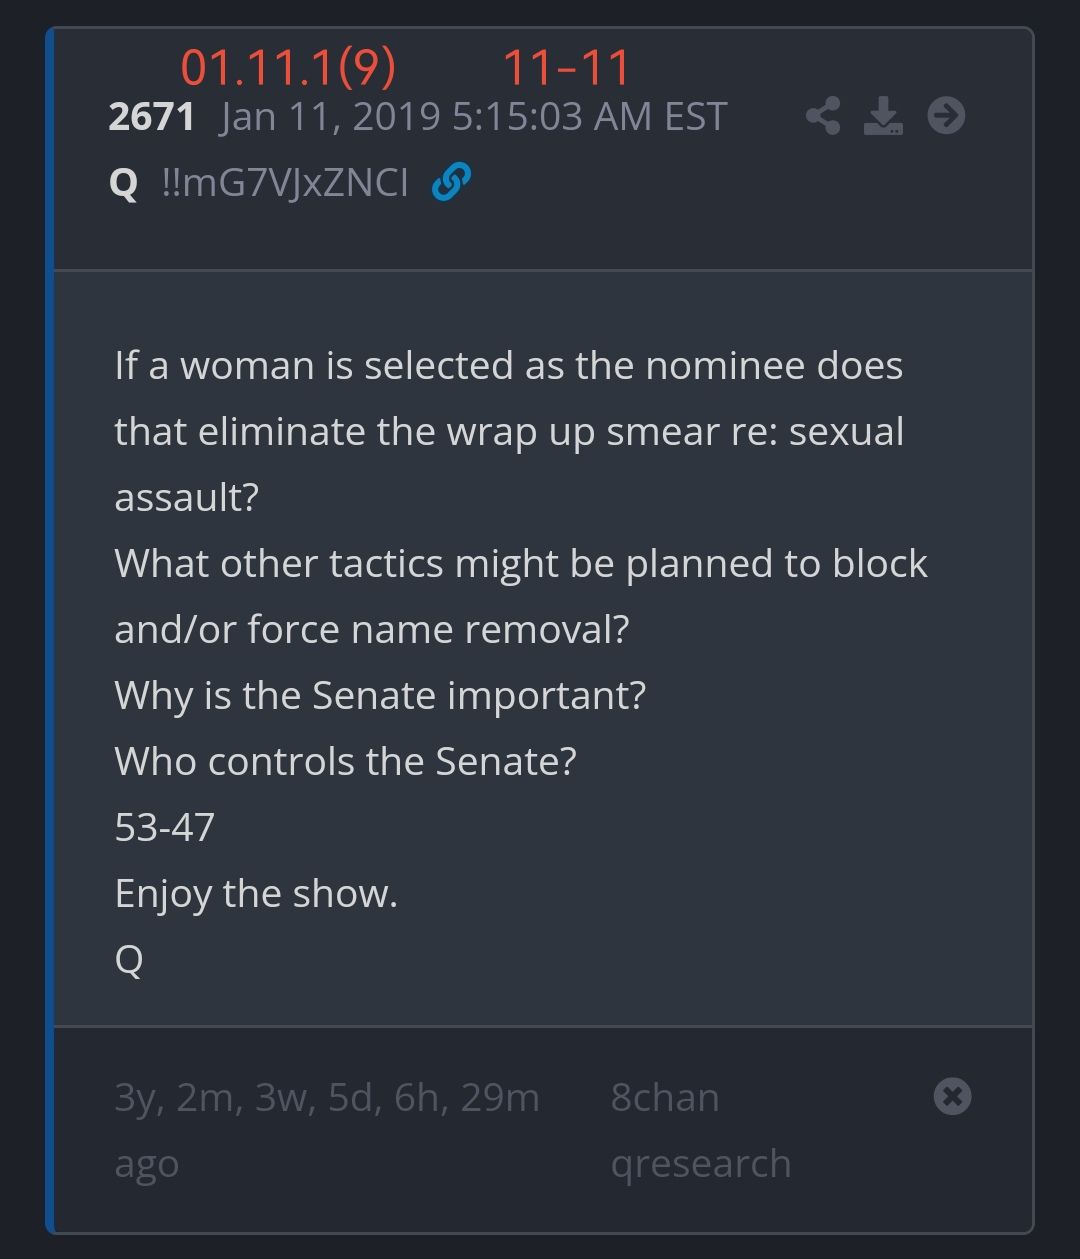 01.11.1(9) 11-11
2671 Jan 11, 2019 5:15:03 AM EST
Q !!mG7VJxZNCI
If a woman is selected as the nominee does
that eliminate the wrap up smear re: sexual
assault?
What other tactics might be planned to block
and/or force name removal?
Why is the Senate important?
Who controls the Senate?
53-47
Enjoy the show.
Q
3y, 2m, 3w, 5d, 6h, 29m 8chan
ago qresearch